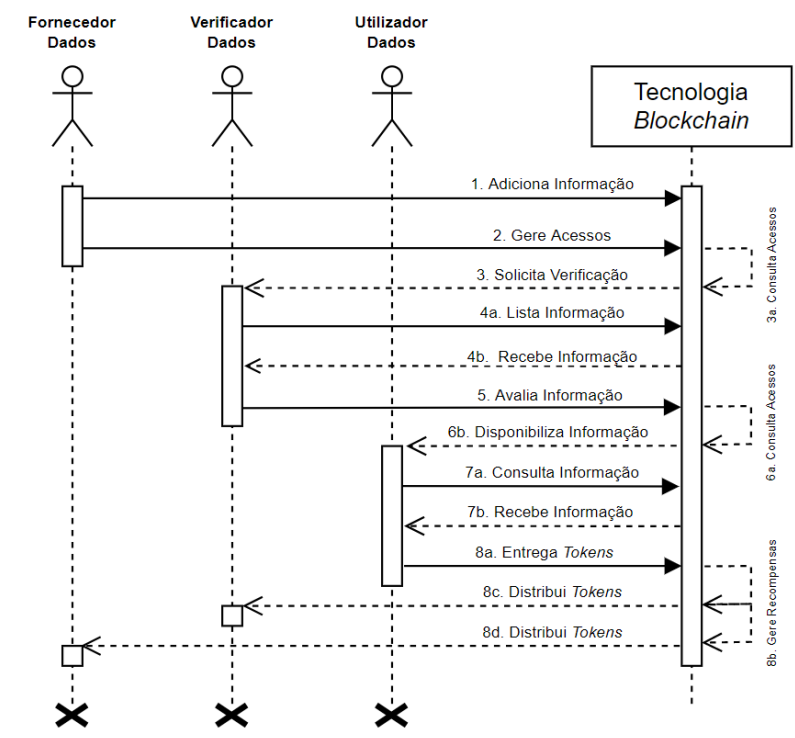 Fornecedor
Dados
Verificador
Dados
Utilizador
Dados
Tecnologia
Blockchain
1. Adiciona Informação
2. Gere Acessos
3. Solicita Verificação
3a. Consulta Acessos
4a. Lista Informação
4b. Recebe Informação
5. Avalia Informação
6a. Consulta Acessos
6b. Disponibiliza Informação
7a. Consulta Informação
7b. Recebe Informação
8a. Entrega Tokens
8b. Gere Recompensas
8c. Distribui Tokens
8d. Distribui Tokens